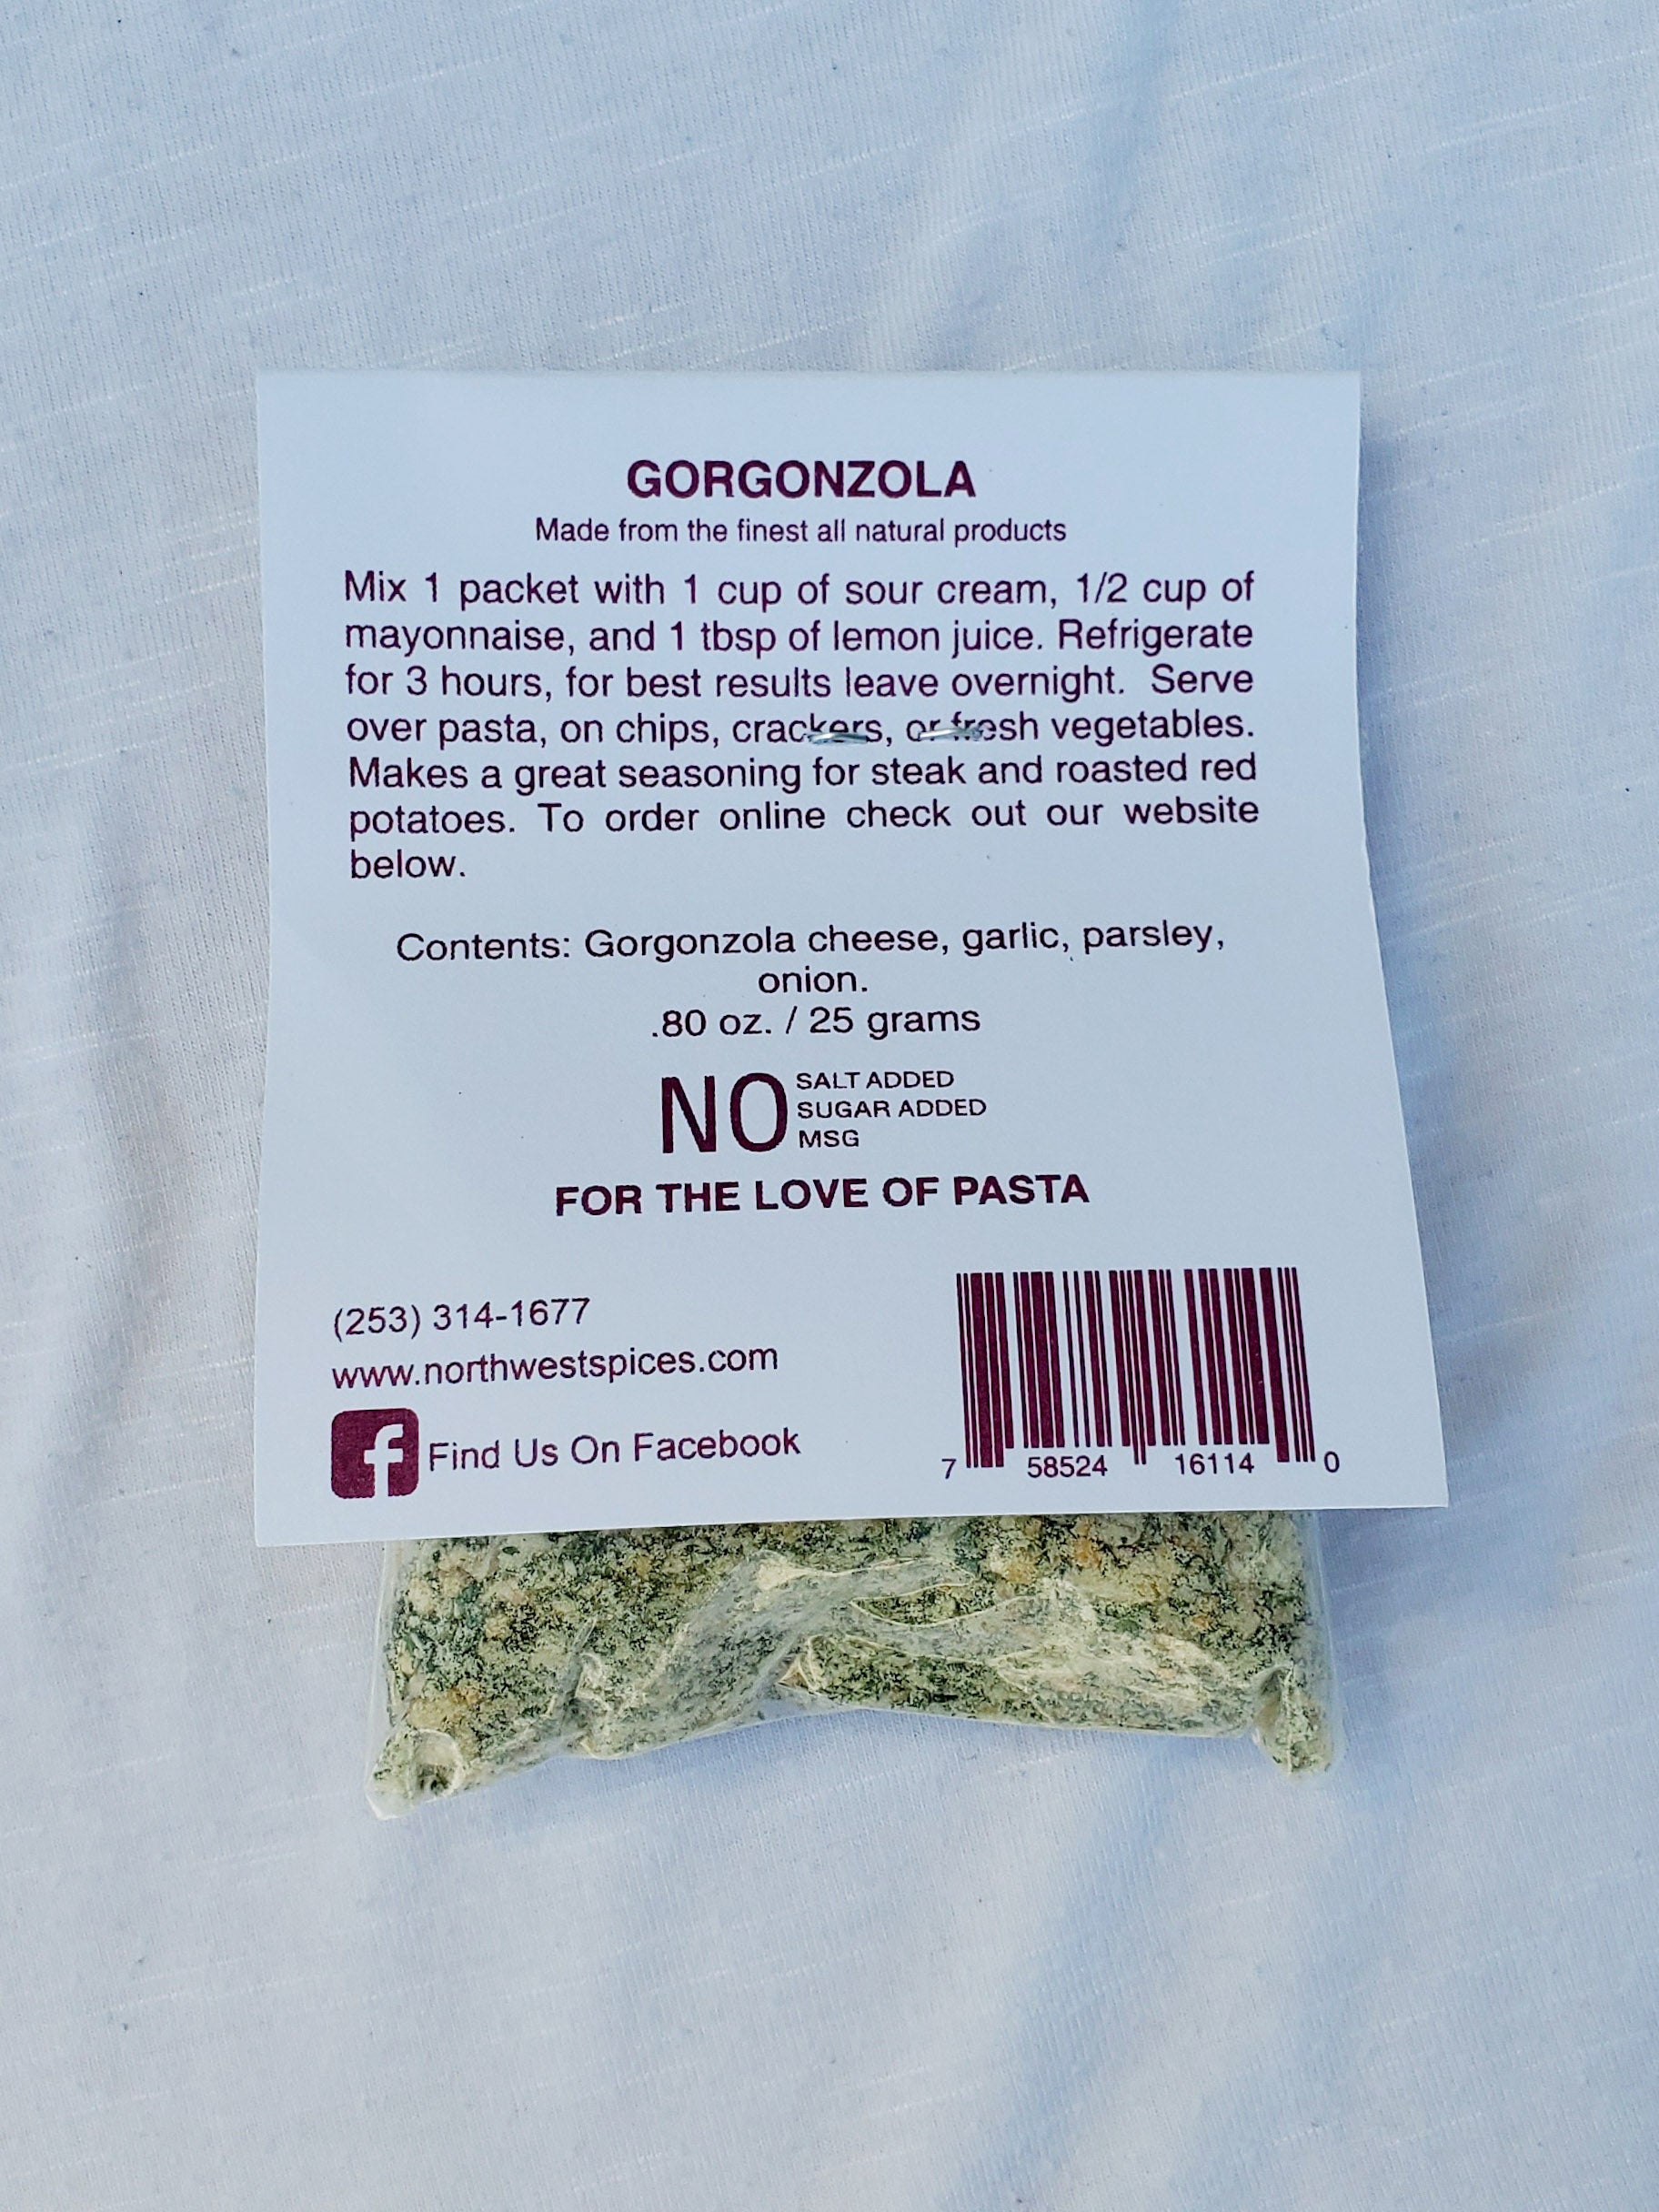 GORGONZOLA
Made from the finest all natural products
Mix 1 packet with 1 cup of sour cream, 1/2 cup of
mayonnaise, and 1 tbsp of lemon juice. Refrigerate
for 3 hours, for best results leave overnight. Serve
over pasta, on chips, crackers, or fresh vegetables.
Makes a great seasoning for steak and roasted red
potatoes. To order online check out our website
below.
Contents: Gorgonzola cheese, garlic, parsley,
onion.
.80 oz. / 25 grams
NO
SALT ADDED
SUGAR ADDED
MSG
FOR THE LOVE OF PASTA
(253) 314-1677
www.northwestspices.com
f Find Us On Facebook
7 58524 16114 0